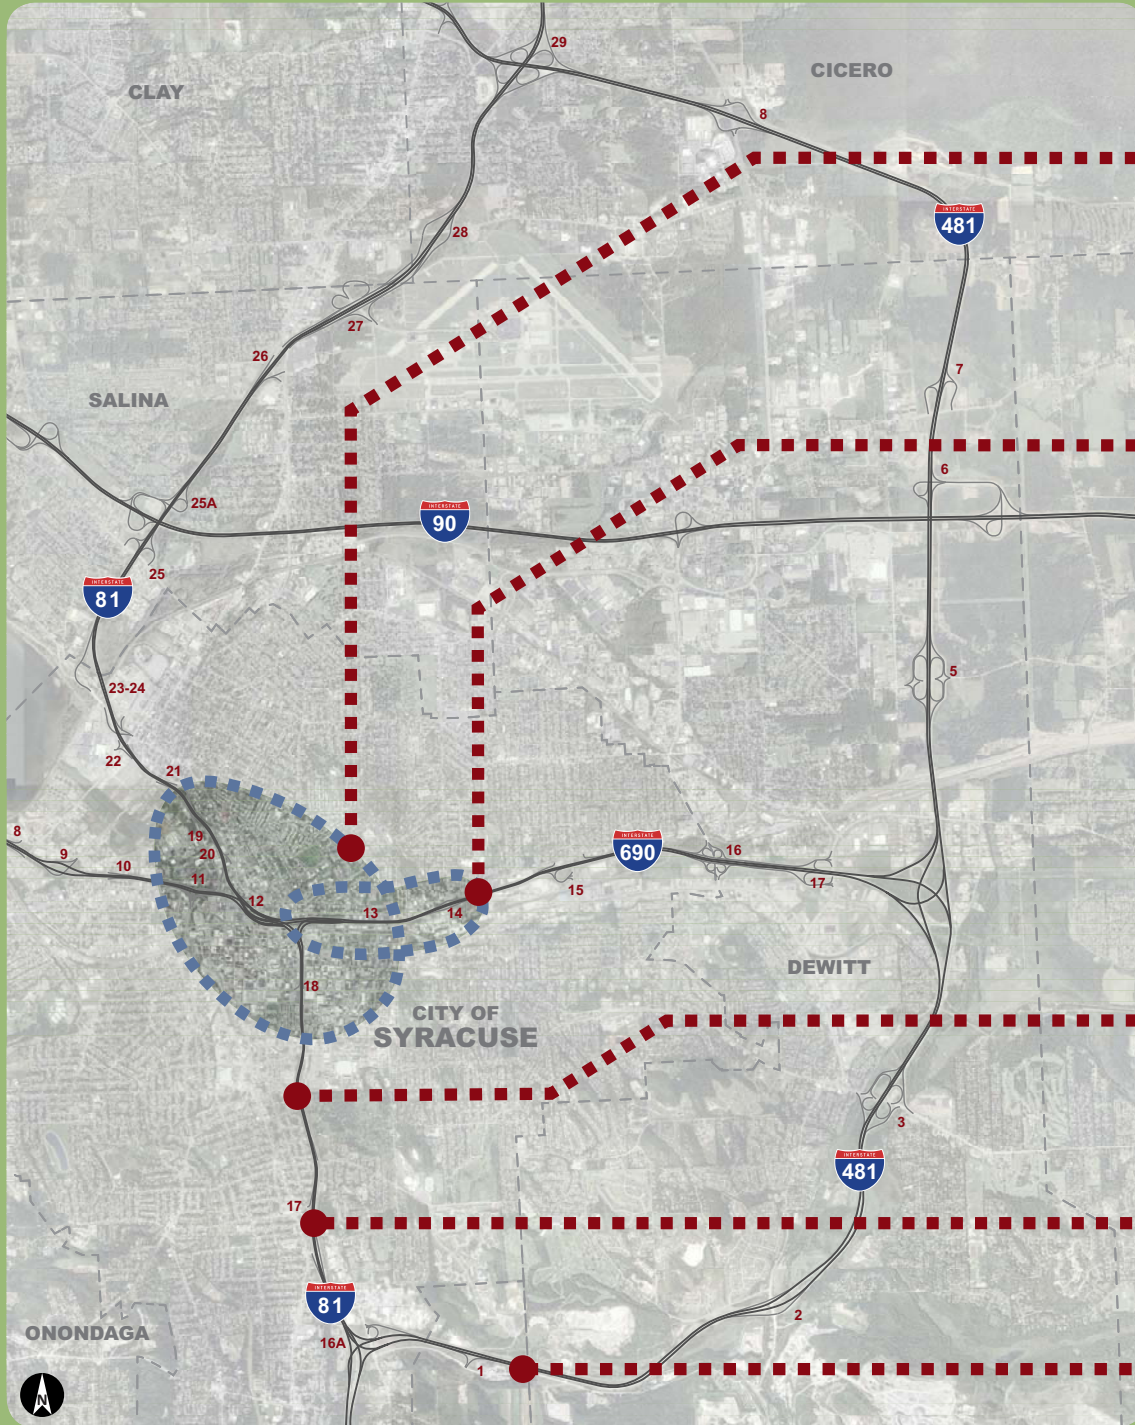 29
CICERO
CLAY
8
INTERSTATE
481
28
27
26
7
SALINA
6
25A
INTERSTATE
90
25
INTERSTATE
81
5
23-24
22
21
8
19
9
20
10
11
INTERSTATE
690
16
17
15
12
13
14
18
DEWITT
CITY OF
SYRACUSE
3
INTERSTATE
481
17
INTERSTATE
81
2
ONONDAGA
16A
1
N